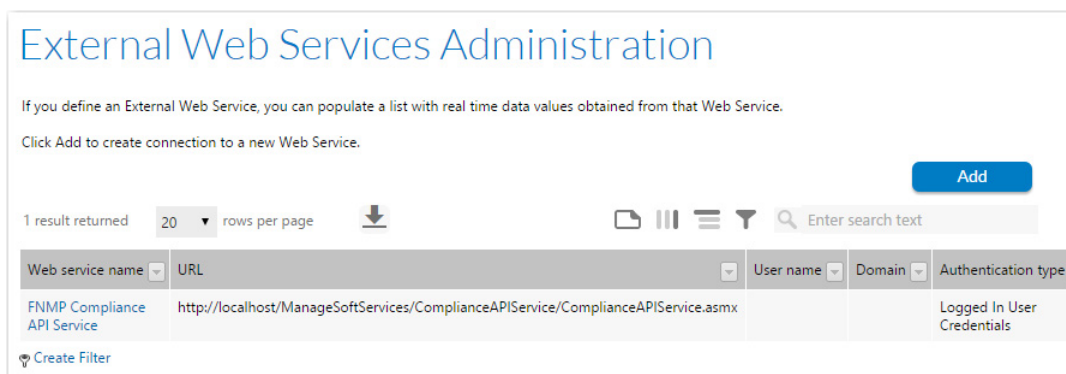 External Web Services Administration
If you define an External Web Service, you can populate a list with real time data values obtained from that Web Service.
Click Add to create connection to a new Web Service.
Add
1 result returned 20 rows per page Enter search text
Web service name URL User name Domain Authentication type
FNMP Compliance http://localhost/ManageSoftServices/ComplianceAPIService/ComplianceAPIService.asmx Logged In User
API Service Credentials
Create Filter